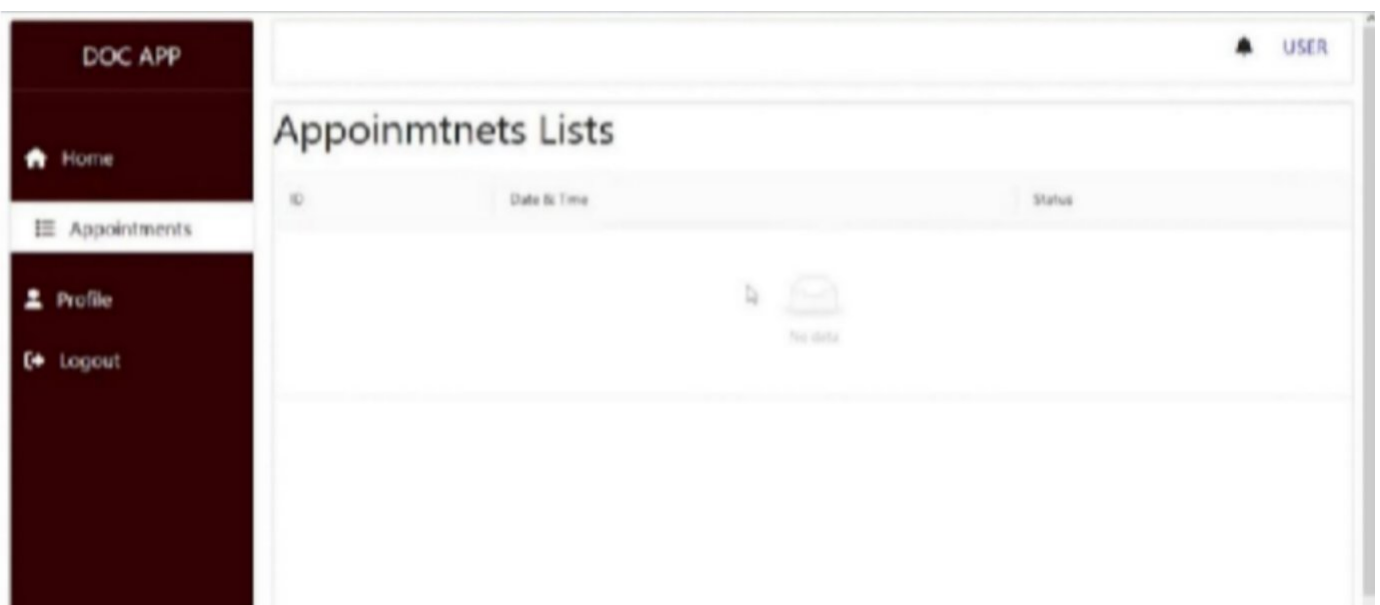 DOC APP
USER
Appoinmtnets Lists
Home
ID
Date & Time
Status
Appointments
Profile
No data
Logout